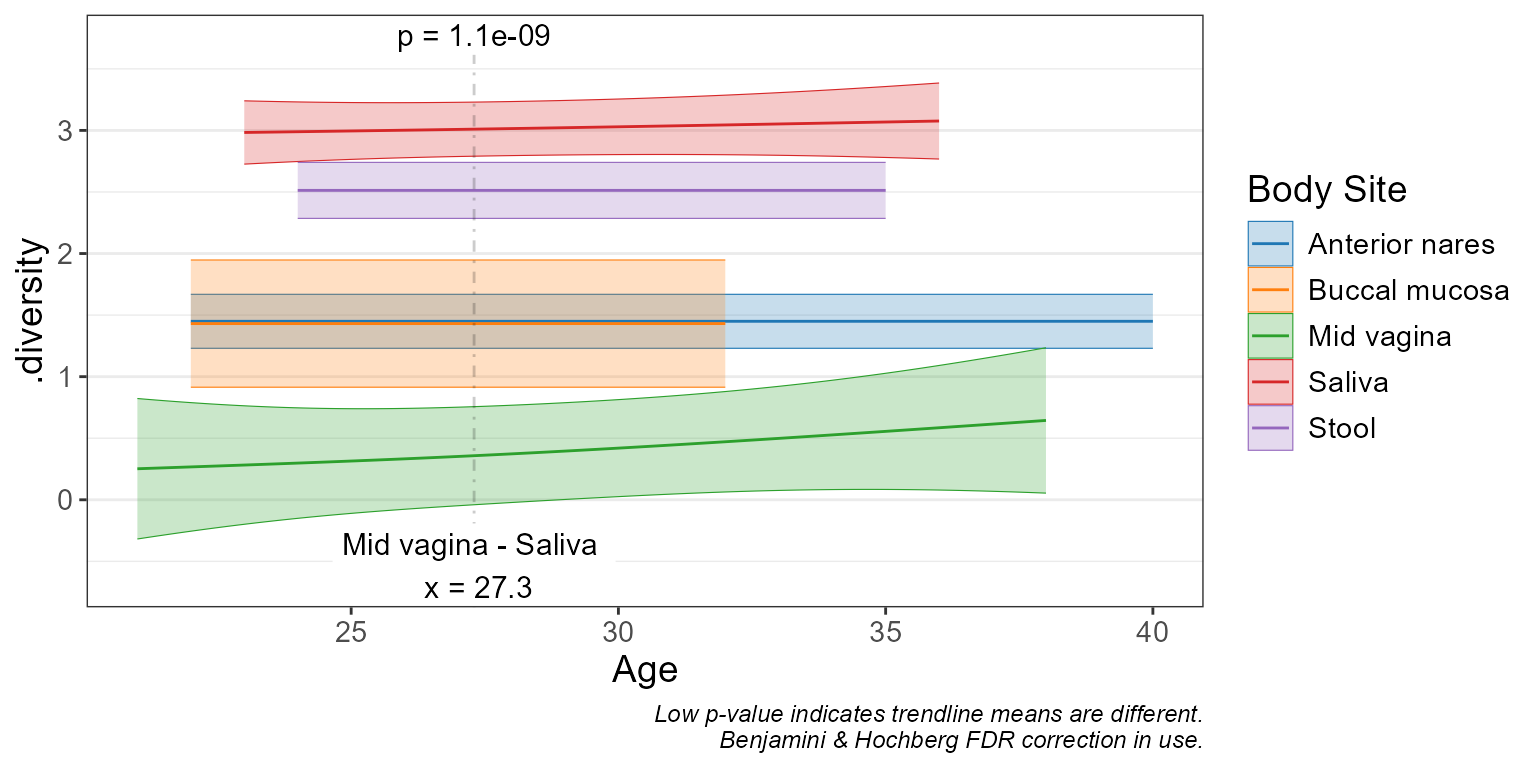 p = 1.1e-09
3
2
1
0
.diversity
Mid vagina - Saliva
x = 27.3
25 30 35 40
Age
Body Site
Anterior nares
Buccal mucosa
Mid vagina
Saliva
Stool
Low p-value indicates trendline means are different.
Benjamini & Hochberg FDR correction in use.